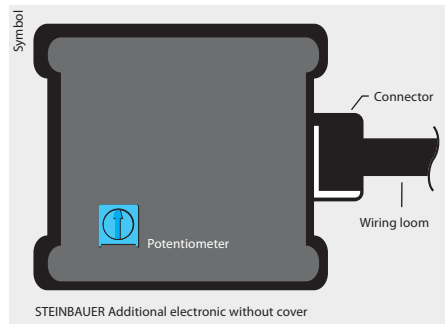 Symbol
Connector
Wiring loom
Potentiometer
STEINBAUER Additional electronic without cover